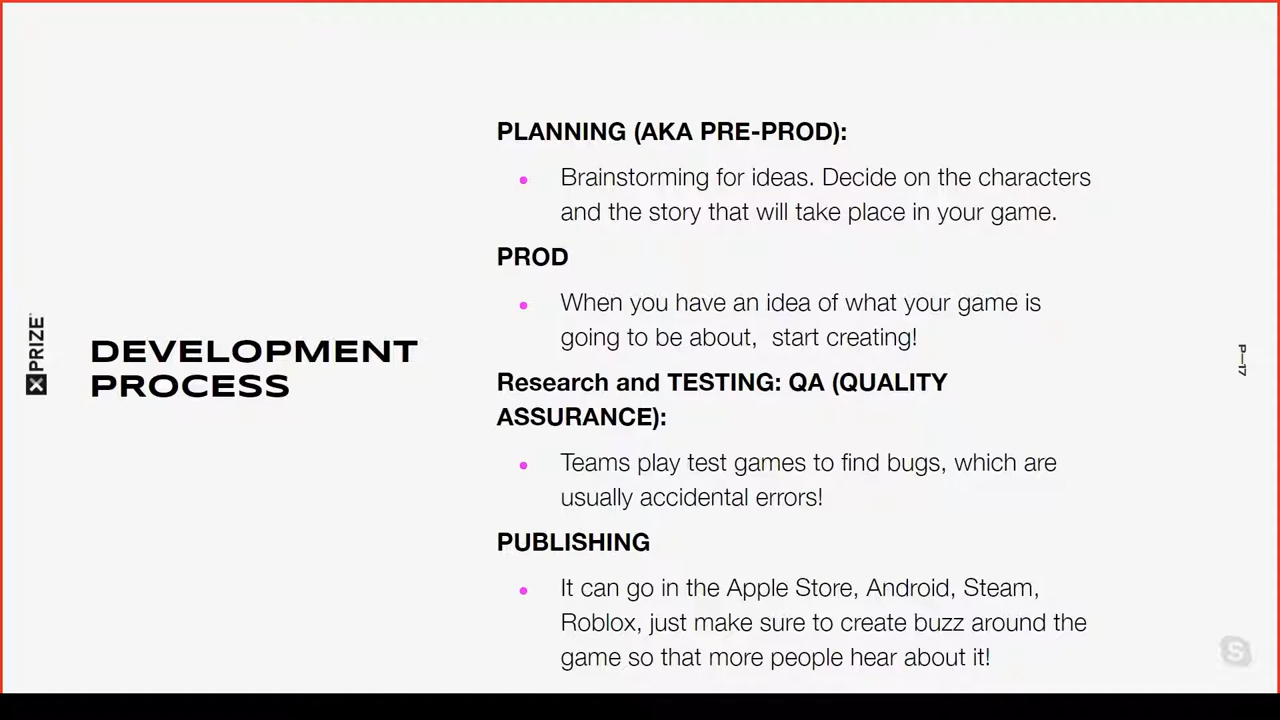 PLANNING (AKA PRE-PROD):
Brainstorming for ideas. Decide on the characters
and the story that will take place in your game.
PROD
When you have an idea of what your game is
going to be about, start creating!
Research and TESTING: QA (QUALITY
ASSURANCE):
Teams play test games to find bugs, which are
usually accidental errors!
PUBLISHING
It can go in the Apple Store, Android, Steam,
Roblox, just make sure to create buzz around the
game so that more people hear about it!
DEVELOPMENT
PROCESS
XPRIZE
P—17
S